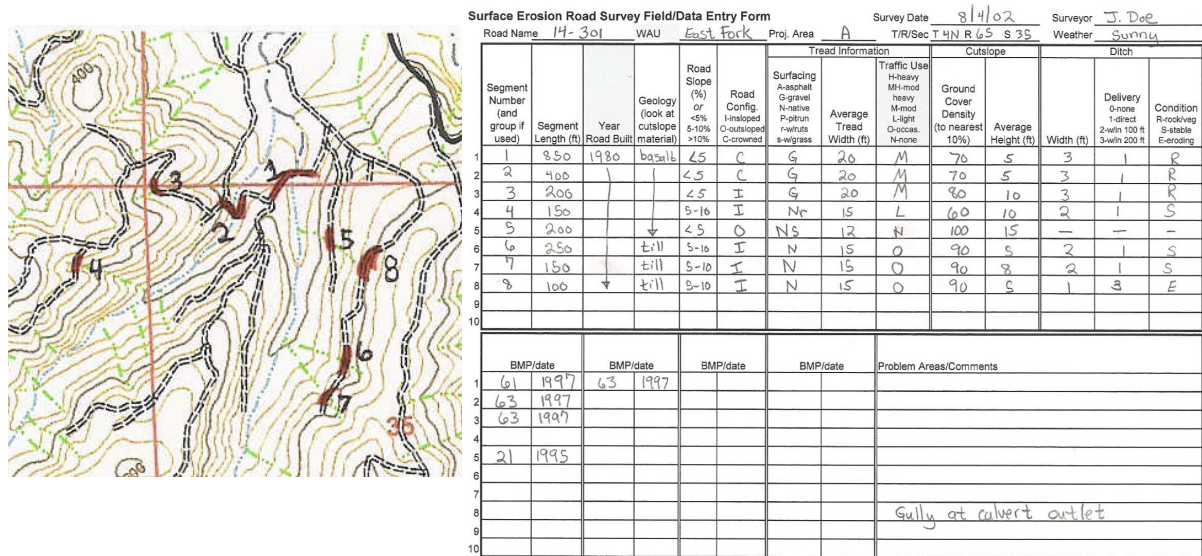 400
3
1
2
5
4
8
6
7
35
Surface Erosion Road Survey Field/Data Entry Form Survey Date 8/4/02 Surveyor J. Doe
Road Name 14-301 WAU East Fork Proj. Area A T/R/Sec T 4N R 6S S 35 Weather Sunny
Tread Information Cutslope Ditch
Segment Number (and group if used) Segment Length (ft) Year Road Built Geology (look at cutslope material) Road Slope (%) or <5% 5-10% >10% Road Config. I-insloped O-outsloped C-crowned Surfacing A-asphalt G-gravel N-native P-pitrun r-w/ruts s-w/grass Average Tread Width (ft) Traffic Use H-heavy MH-mod heavy M-mod L-light O-occas. N-none Ground Cover Density (to nearest 10%) Average Height (ft) Width (ft) Delivery 0-none 1-direct 2-w/in 100 ft 3-w/in 200 ft Condition R-rock/veg S-stable E-eroding
1 1 850 1980 basalt <5 C G 20 M 70 5 3 1 R
2 2 400 <5 C G 20 M 70 5 3 1 R
3 3 200 <5 I G 20 M 80 10 3 1 R
4 4 150 5-10 I Nr 15 L 60 10 2 1 S
5 5 200 <5 O NS 12 N 100 15 — — —
6 6 250 till 5-10 I N 15 O 90 5 2 1 S
7 7 150 till 5-10 I N 15 O 90 8 2 1 S
8 8 100 till 5-10 I N 15 O 90 5 1 3 E
9
10
BMP/date BMP/date BMP/date BMP/date Problem Areas/Comments
1 61 1997 63 1997
2 63 1997
3 63 1997
4
5 21 1995
6
7
8 Gully at culvert outlet
9
10